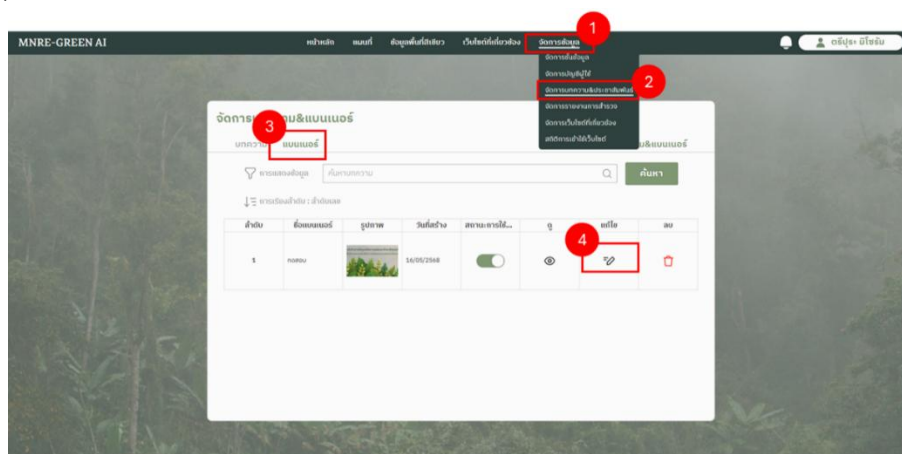 1
MNRE-GREEN AI หน้าหลัก แผนที่ ข้อมูลพื้นที่สีเขียว เว็บไซต์ที่เกี่ยวข้อง จัดการข้อมูล ตรีประ มีโชรัม
จัดการชั้นข้อมูล
จัดการบัญชีผู้ใช้
จัดการบทความ&ประชาสัมพันธ์ 2
จัดการรายงานการสำรวจ
จัดการเว็บไซต์ที่เกี่ยวข้อง
สถิติการเข้าใช้เว็บไซต์
3
&แบนเนอร์
บทความ แบนเนอร์ &แบนเนอร์
การแสดงข้อมูล ค้นหาบทความ ค้นหา
การเรียงลำดับ : ลำดับเลข
ลำดับ ชื่อแบนเนอร์ รูปภาพ วันที่สร้าง สถานะการใช้... ดู แก้ไข ลบ
4
1 ทดสอบ 16/05/2568